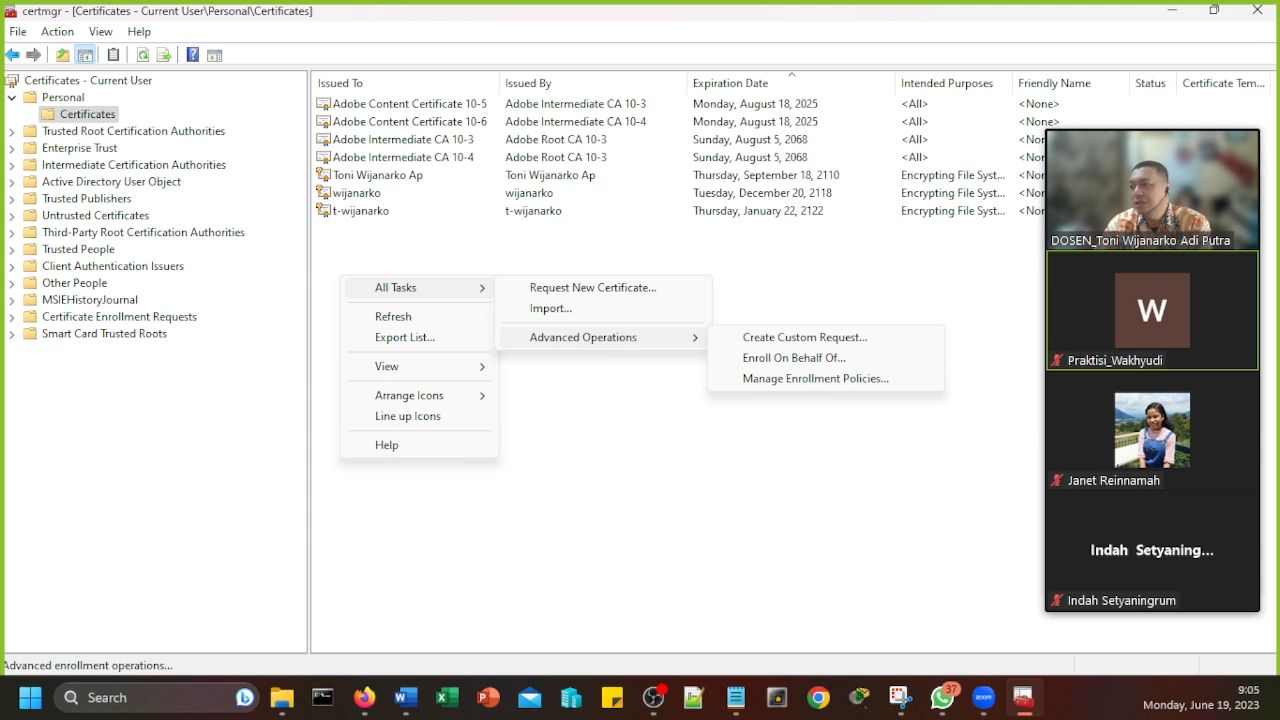 certmgr - [Certificates - Current User\Personal\Certificates]
File Action View Help
Certificates - Current User
Personal
Certificates
Trusted Root Certification Authorities
Enterprise Trust
Intermediate Certification Authorities
Active Directory User Object
Trusted Publishers
Untrusted Certificates
Third-Party Root Certification Authorities
Trusted People
Client Authentication Issuers
Other People
MSIEHistoryJournal
Certificate Enrollment Requests
Smart Card Trusted Roots
Issued To Issued By Expiration Date Intended Purposes Friendly Name Status Certificate Tem...
Adobe Content Certificate 10-5 Adobe Intermediate CA 10-3 Monday, August 18, 2025 <All> <None>
Adobe Content Certificate 10-6 Adobe Intermediate CA 10-4 Monday, August 18, 2025 <All> <None>
Adobe Intermediate CA 10-3 Adobe Root CA 10-3 Sunday, August 5, 2068 <All> <Nor
Adobe Intermediate CA 10-4 Adobe Root CA 10-3 Sunday, August 5, 2068 <All> <Nor
Toni Wijanarko Ap Toni Wijanarko Ap Thursday, September 18, 2110 Encrypting File Syst... <Nor
wijanarko wijanarko Tuesday, December 20, 2118 Encrypting File Syst... <Nor
t-wijanarko t-wijanarko Thursday, January 22, 2122 Encrypting File Syst... <Nor
All Tasks
Refresh
Export List...
View
Arrange Icons
Line up Icons
Help
Request New Certificate...
Import...
Advanced Operations
Create Custom Request...
Enroll On Behalf Of...
Manage Enrollment Policies...
DOSEN_Toni Wijanarko Adi Putra
W
Praktisi_Wakhyudi
Janet Reinnamah
Indah Setyaning...
Indah Setyaningrum
Advanced enrollment operations...
Search
37
zoom
9:05
Monday, June 19, 2023